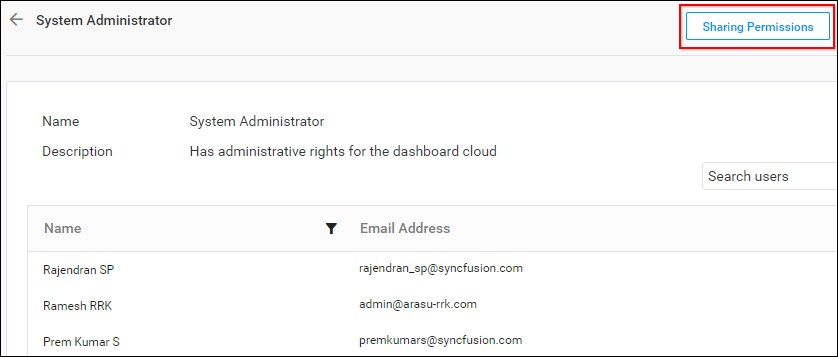 System Administrator
Sharing Permissions
Name System Administrator
Description Has administrative rights for the dashboard cloud
Search users
Name Email Address
Rajendran SP rajendran_sp@syncfusion.com
Ramesh RRK admin@arasu-rrk.com
Prem Kumar S premkumars@syncfusion.com